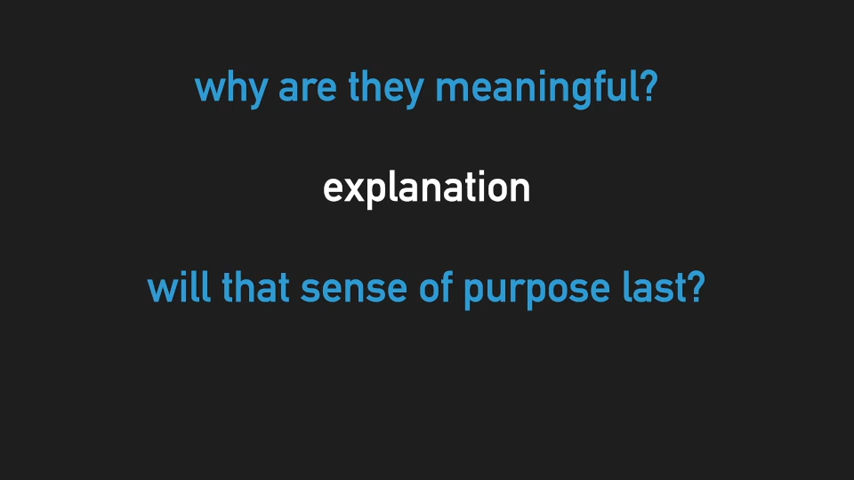 why are they meaningful?
explanation
will that sense of purpose last?